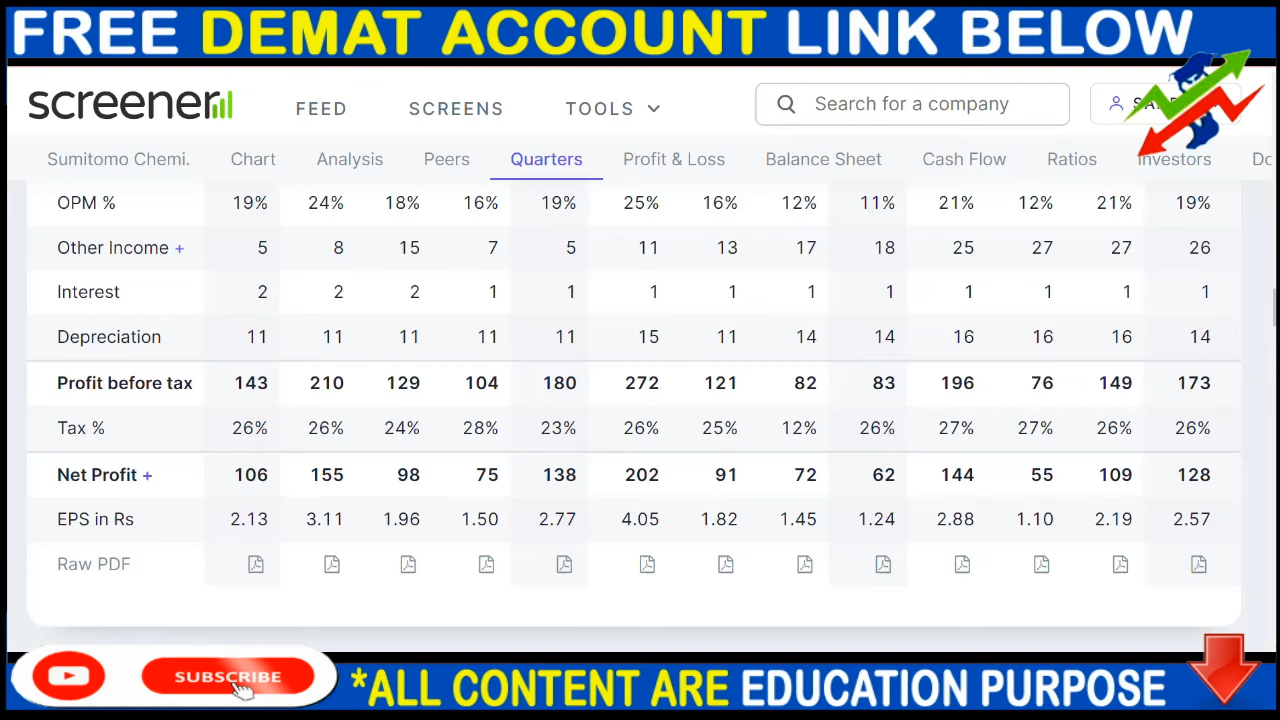 FREE DEMAT ACCOUNT LINK BELOW
screener
FEED SCREENS TOOLS Search for a company
Sumitomo Chemi. Chart Analysis Peers Quarters Profit & Loss Balance Sheet Cash Flow Ratios Investors
OPM % 19% 24% 18% 16% 19% 25% 16% 12% 11% 21% 12% 21% 19%
Other Income + 5 8 15 7 5 11 13 17 18 25 27 27 26
Interest 2 2 2 1 1 1 1 1 1 1 1 1 1
Depreciation 11 11 11 11 11 15 11 14 14 16 16 16 14
Profit before tax 143 210 129 104 180 272 121 82 83 196 76 149 173
Tax % 26% 26% 24% 28% 23% 26% 25% 12% 26% 27% 27% 26% 26%
Net Profit + 106 155 98 75 138 202 91 72 62 144 55 109 128
EPS in Rs 2.13 3.11 1.96 1.50 2.77 4.05 1.82 1.45 1.24 2.88 1.10 2.19 2.57
Raw PDF
SUBSCRIBE
*ALL CONTENT ARE EDUCATION PURPOSE